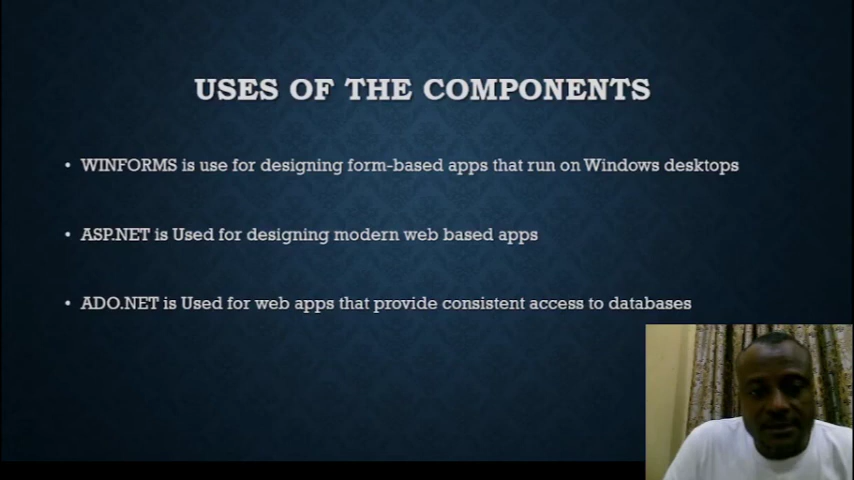 USES OF THE COMPONENTS
• WINFORMS is use for designing form-based apps that run on Windows desktops
• ASP.NET is Used for designing modern web based apps
• ADO.NET is Used for web apps that provide consistent access to databases